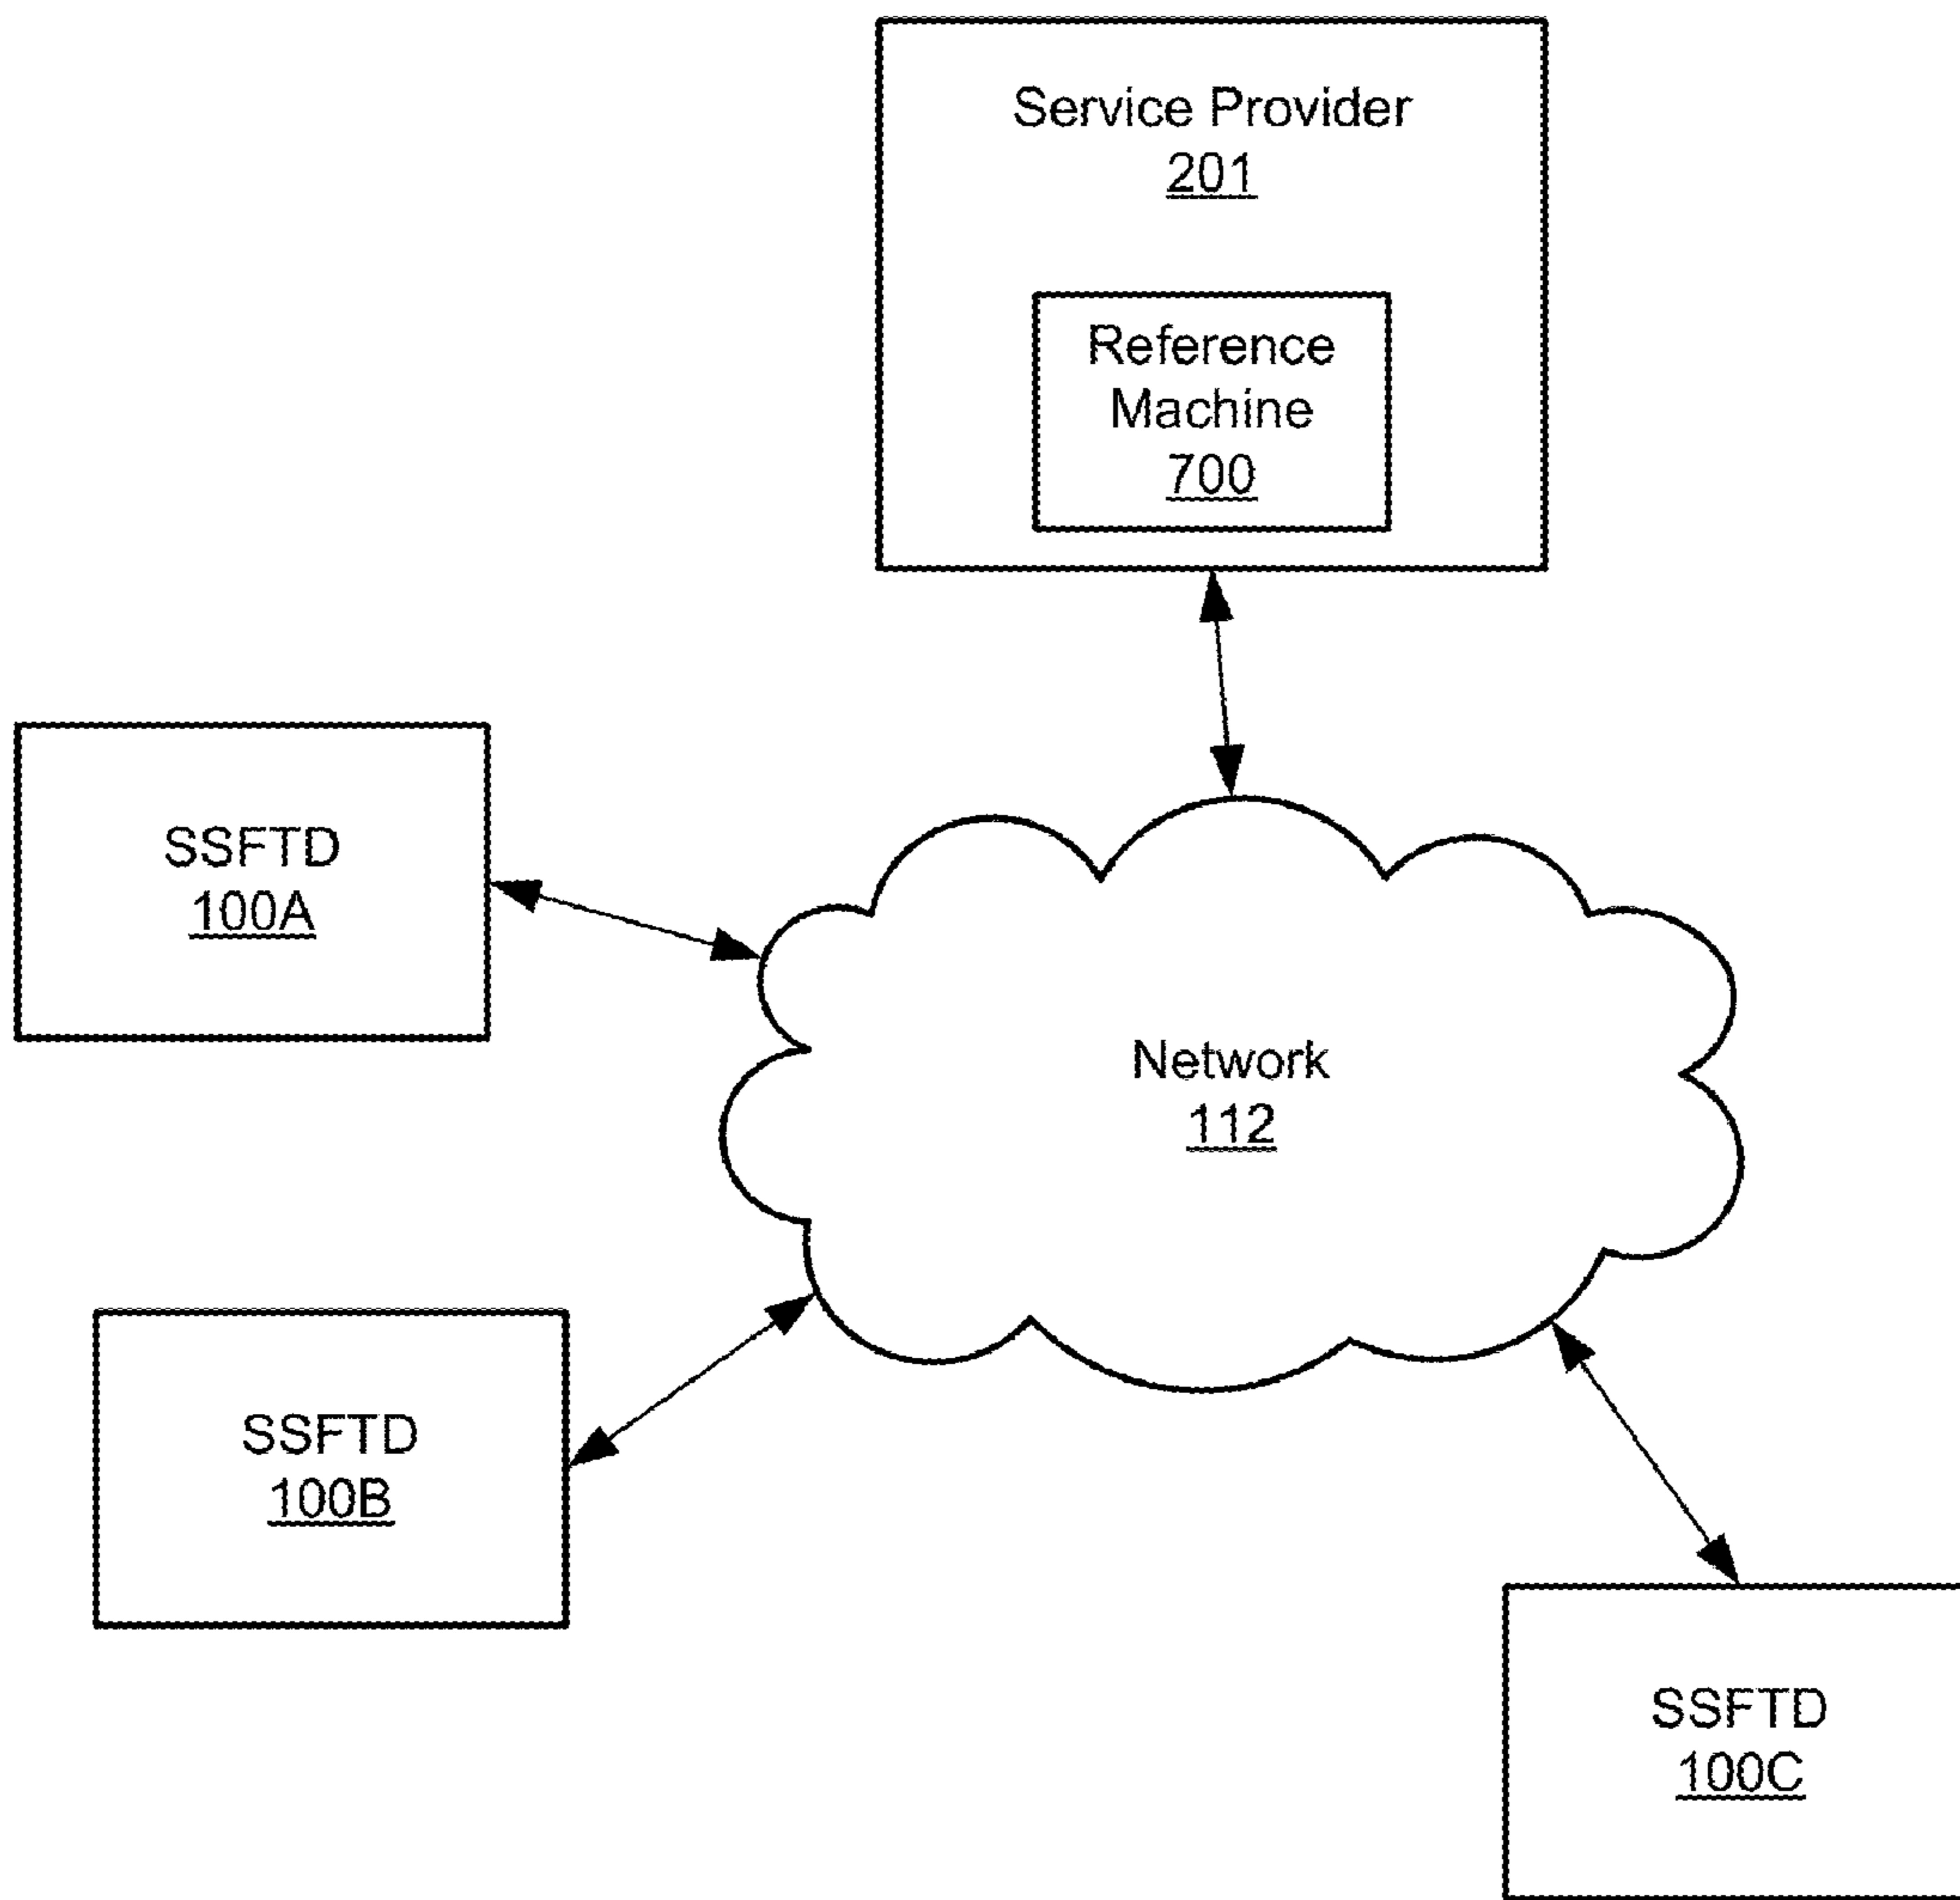 Service Provider
201
Reference
Machine
700
SSFTD
100A
Network
112
SSFTD
100B
SSFTD
100C